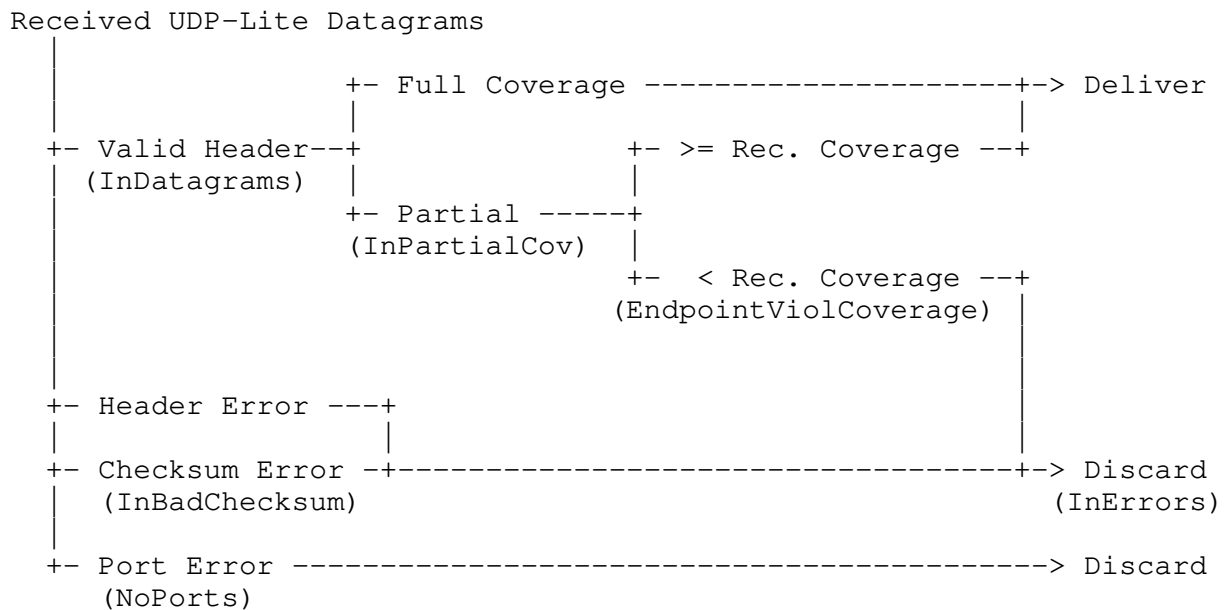 Received UDP-Lite Datagrams
|
|                 +- Full Coverage ----------------------+-> Deliver
|                 |                                      |
+- Valid Header--+                +- >= Rec. Coverage --+
| (InDatagrams)  |                |
|                 +- Partial -----+
|                 (InPartialCov)  |
|                                 +-  < Rec. Coverage --+
|                                (EndpointViolCoverage) |
|                                                        |
|                                                        |
+- Header Error ---+                                     |
|                  |                                     |
+- Checksum Error -+-------------------------------------+-> Discard
|  (InBadChecksum)                                          (InErrors)
|
+- Port Error ---------------------------------------------> Discard
(NoPorts)